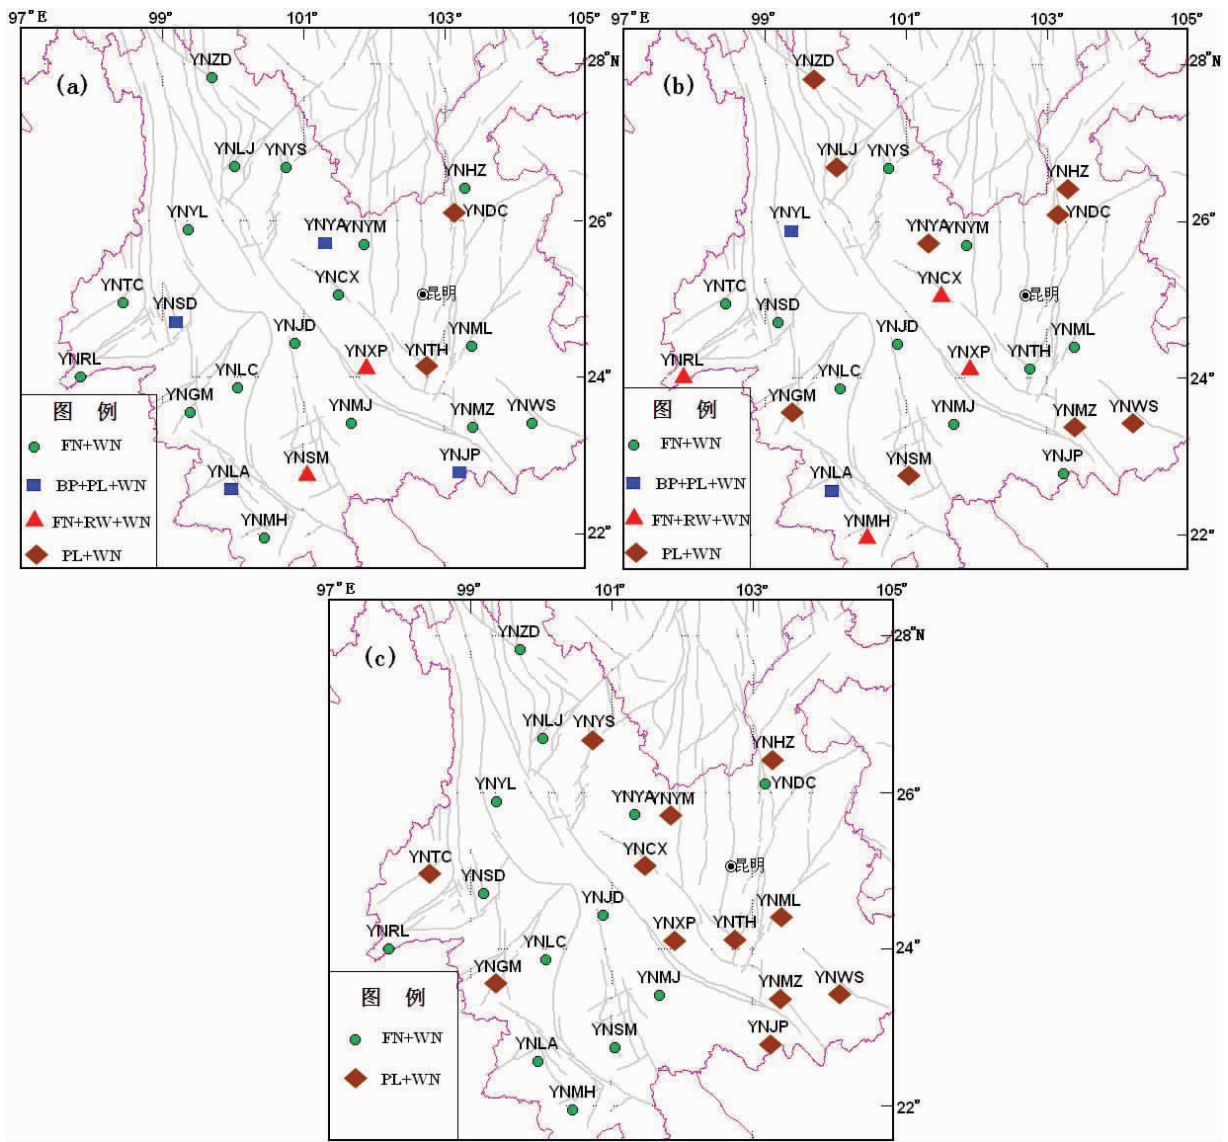 97°E 99° 101° 103° 105°
(a)
28°N
26°
24°
22°
YNZD
YNLJ YNYS
YNHZ
YNDC
YNYL
YNYA YNYM
YNTC
YNSD
YNCX
昆明
YNJD
YNML
YNRL
YNXP
YNTH
YNLC
YNGM
YNMJ
YNMZ YNWS
YNSM
YNJP
YNLA
YNMH
图 例
FN+WN
BP+PL+WN
FN+RW+WN
PL+WN
97°E 99° 101° 103° 105°
(b)
28°N
26°
24°
22°
YNZD
YNLJ YNYS
YNHZ
YNDC
YNYL
YNYA YNYM
YNTC
YNSD
YNCX
昆明
YNJD
YNML
YNRL
YNXP
YNTH
YNLC
YNGM
YNMJ
YNMZ YNWS
YNSM
YNJP
YNLA
YNMH
图 例
FN+WN
BP+PL+WN
FN+RW+WN
PL+WN
97°E 99° 101° 103° 105°
(c)
28°N
26°
24°
22°
YNZD
YNLJ YNYS
YNHZ
YNDC
YNYL
YNYA YNYM
YNTC
YNSD
YNCX
昆明
YNJD
YNML
YNRL
YNXP
YNTH
YNLC
YNGM
YNMJ
YNMZ YNWS
YNSM
YNJP
YNLA
YNMH
图 例
FN+WN
PL+WN